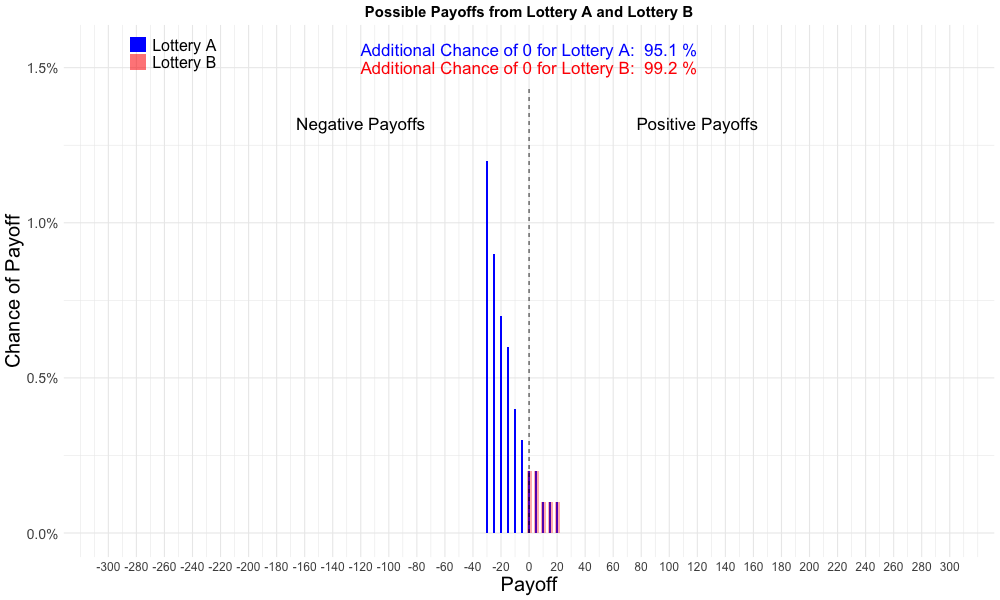 Possible Payoffs from Lottery A and Lottery B
Lottery A
Lottery B
Additional Chance of 0 for Lottery A: 95.1 %
Additional Chance of 0 for Lottery B: 99.2 %
Negative Payoffs
Positive Payoffs
Chance of Payoff
1.5%
1.0%
0.5%
0.0%
-300 -280 -260 -240 -220 -200 -180 -160 -140 -120 -100 -80 -60 -40 -20 0 20 40 60 80 100 120 140 160 180 200 220 240 260 280 300
Payoff